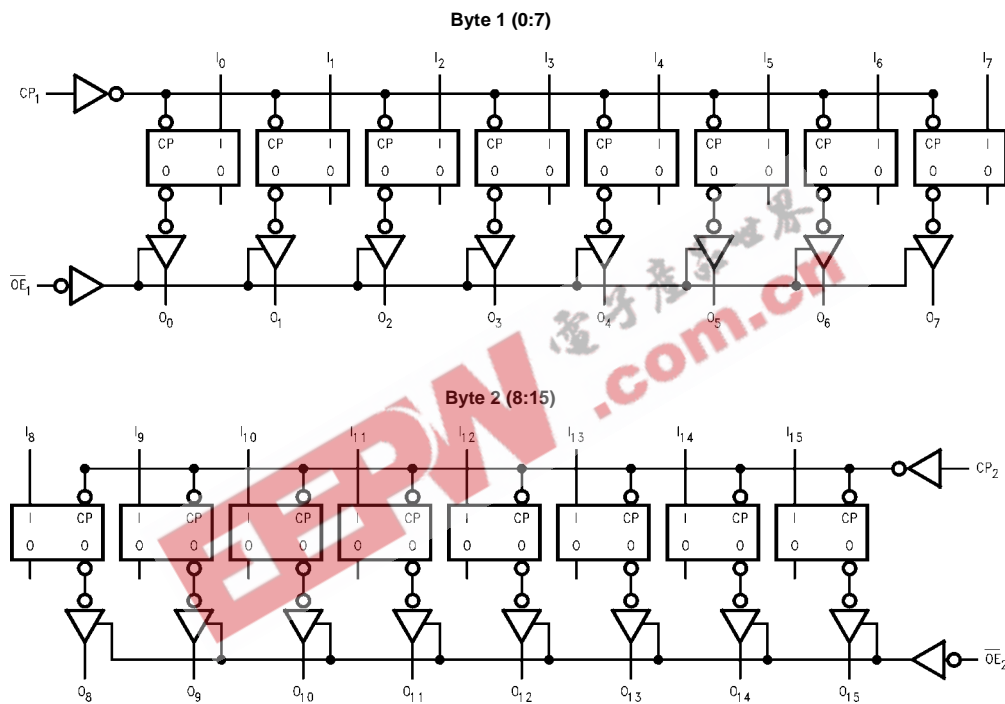 Byte 1 (0:7)
I0 I1 I2 I3 I4 I5 I6 I7
CP1
CP I CP I CP I CP I CP I CP I CP I CP I
O O O O O O O O O O O O O O O O
OE1
O0 O1 O2 O3 O4 O5 O6 O7
電子產品世界
.com.cn
EEPW
Byte 2 (8:15)
I8 I9 I10 I11 I12 I13 I14 I15
CP2
I CP I CP I CP I CP I CP I CP I CP I CP
O O O O O O O O O O O O O O O O
OE2
O8 O9 O10 O11 O12 O13 O14 O15